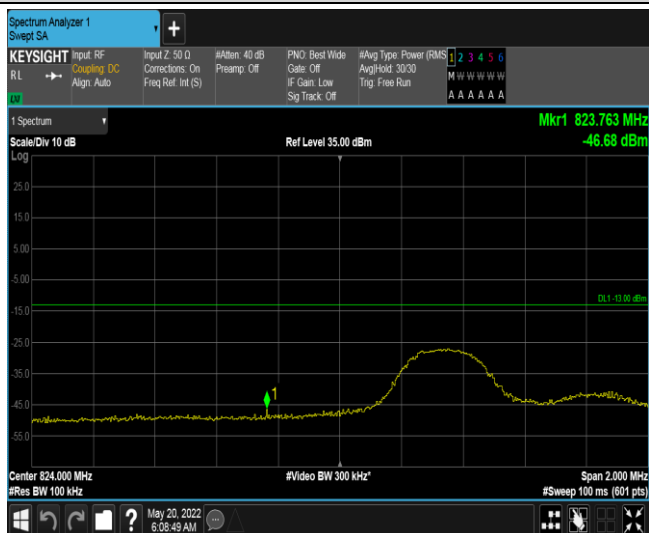 Spectrum Analyzer 1
Swept SA
KEYSIGHT
RL
Input: RF
Coupling: DC
Align: Auto
Input Z: 50 Ω
Corrections: On
Freq Ref: Int (S)
#Atten: 40 dB
Preamp: Off
PNO: Best Wide
Gate: Off
IF Gain: Low
Sig Track: Off
#Avg Type: Power (RMS
Avg|Hold: 30/30
Trig: Free Run
1 2 3 4 5 6
M W W W W W
A A A A A A
LXI
1 Spectrum
Mkr1 823.763 MHz
-46.68 dBm
Scale/Div 10 dB
Ref Level 35.00 dBm
Log
25.0
15.0
5.00
-5.00
DL1 -13.00 dBm
-15.0
-25.0
-35.0
1
-45.0
-55.0
Center 824.000 MHz
#Video BW 300 kHz*
Span 2.000 MHz
#Res BW 100 kHz
#Sweep 100 ms (601 pts)
?
May 20, 2022
6:08:49 AM